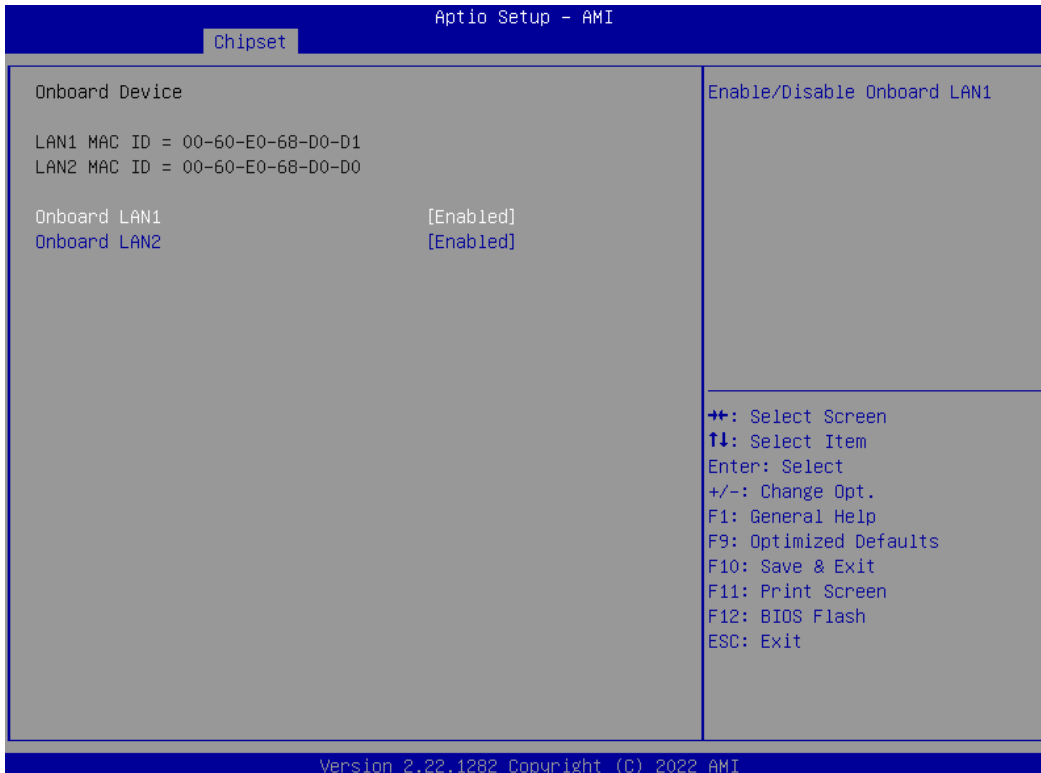 Aptio Setup - AMI
Chipset
Onboard Device
LAN1 MAC ID = 00-60-E0-68-D0-D1
LAN2 MAC ID = 00-60-E0-68-D0-D0
Onboard LAN1 [Enabled]
Onboard LAN2 [Enabled]
Enable/Disable Onboard LAN1
→←: Select Screen
↑↓: Select Item
Enter: Select
+/-: Change Opt.
F1: General Help
F9: Optimized Defaults
F10: Save & Exit
F11: Print Screen
F12: BIOS Flash
ESC: Exit
Version 2.22.1282 Copyright (C) 2022 AMI